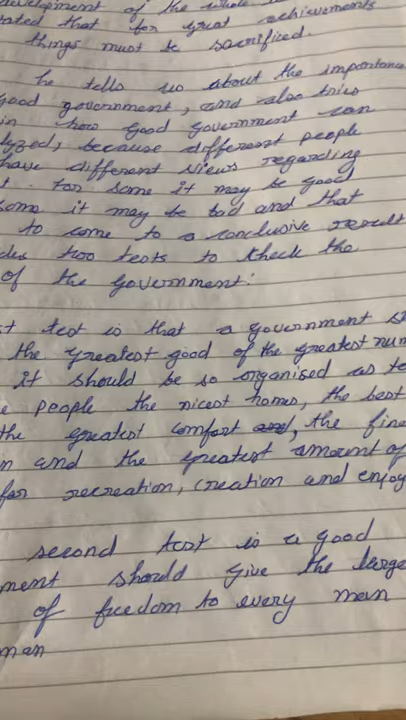 development of the whole
ated that for great achievements
things must be sacrificed.
he tells us about the importance
good government, and also tries
in how good government can
lyzed, because different people
have different views regarding
t. For some it may be good
some it may be bad and that
to come to a conclusive result
des two tests to check the
of the government:
t test is that a government s
the greatest good of the greatest num
it should be so organised as to
e people the nicest homes, the best
the greatest comfort and, the fine
n and the greatest amount of
for recreation, creation and enjoy
second test is a good
ment should give the large
of freedom to every man
man